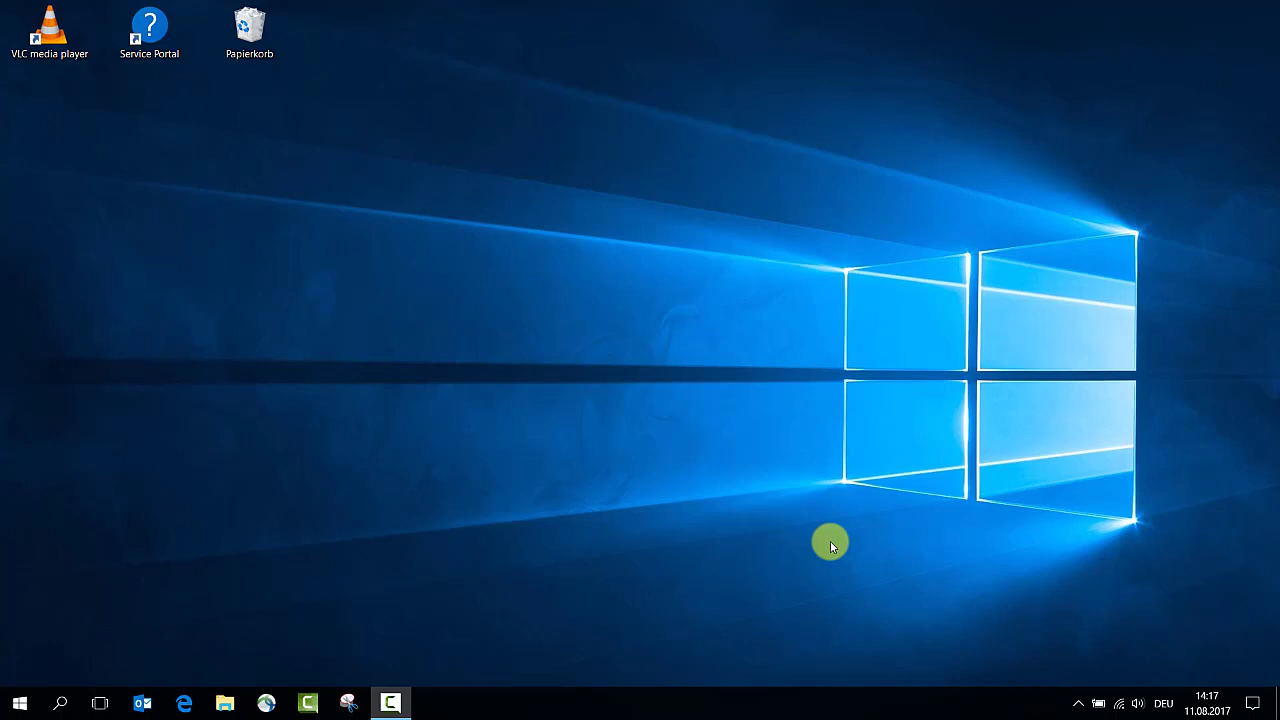 VLC media player
Service Portal
Papierkorb
DEU
14:17
11.08.2017